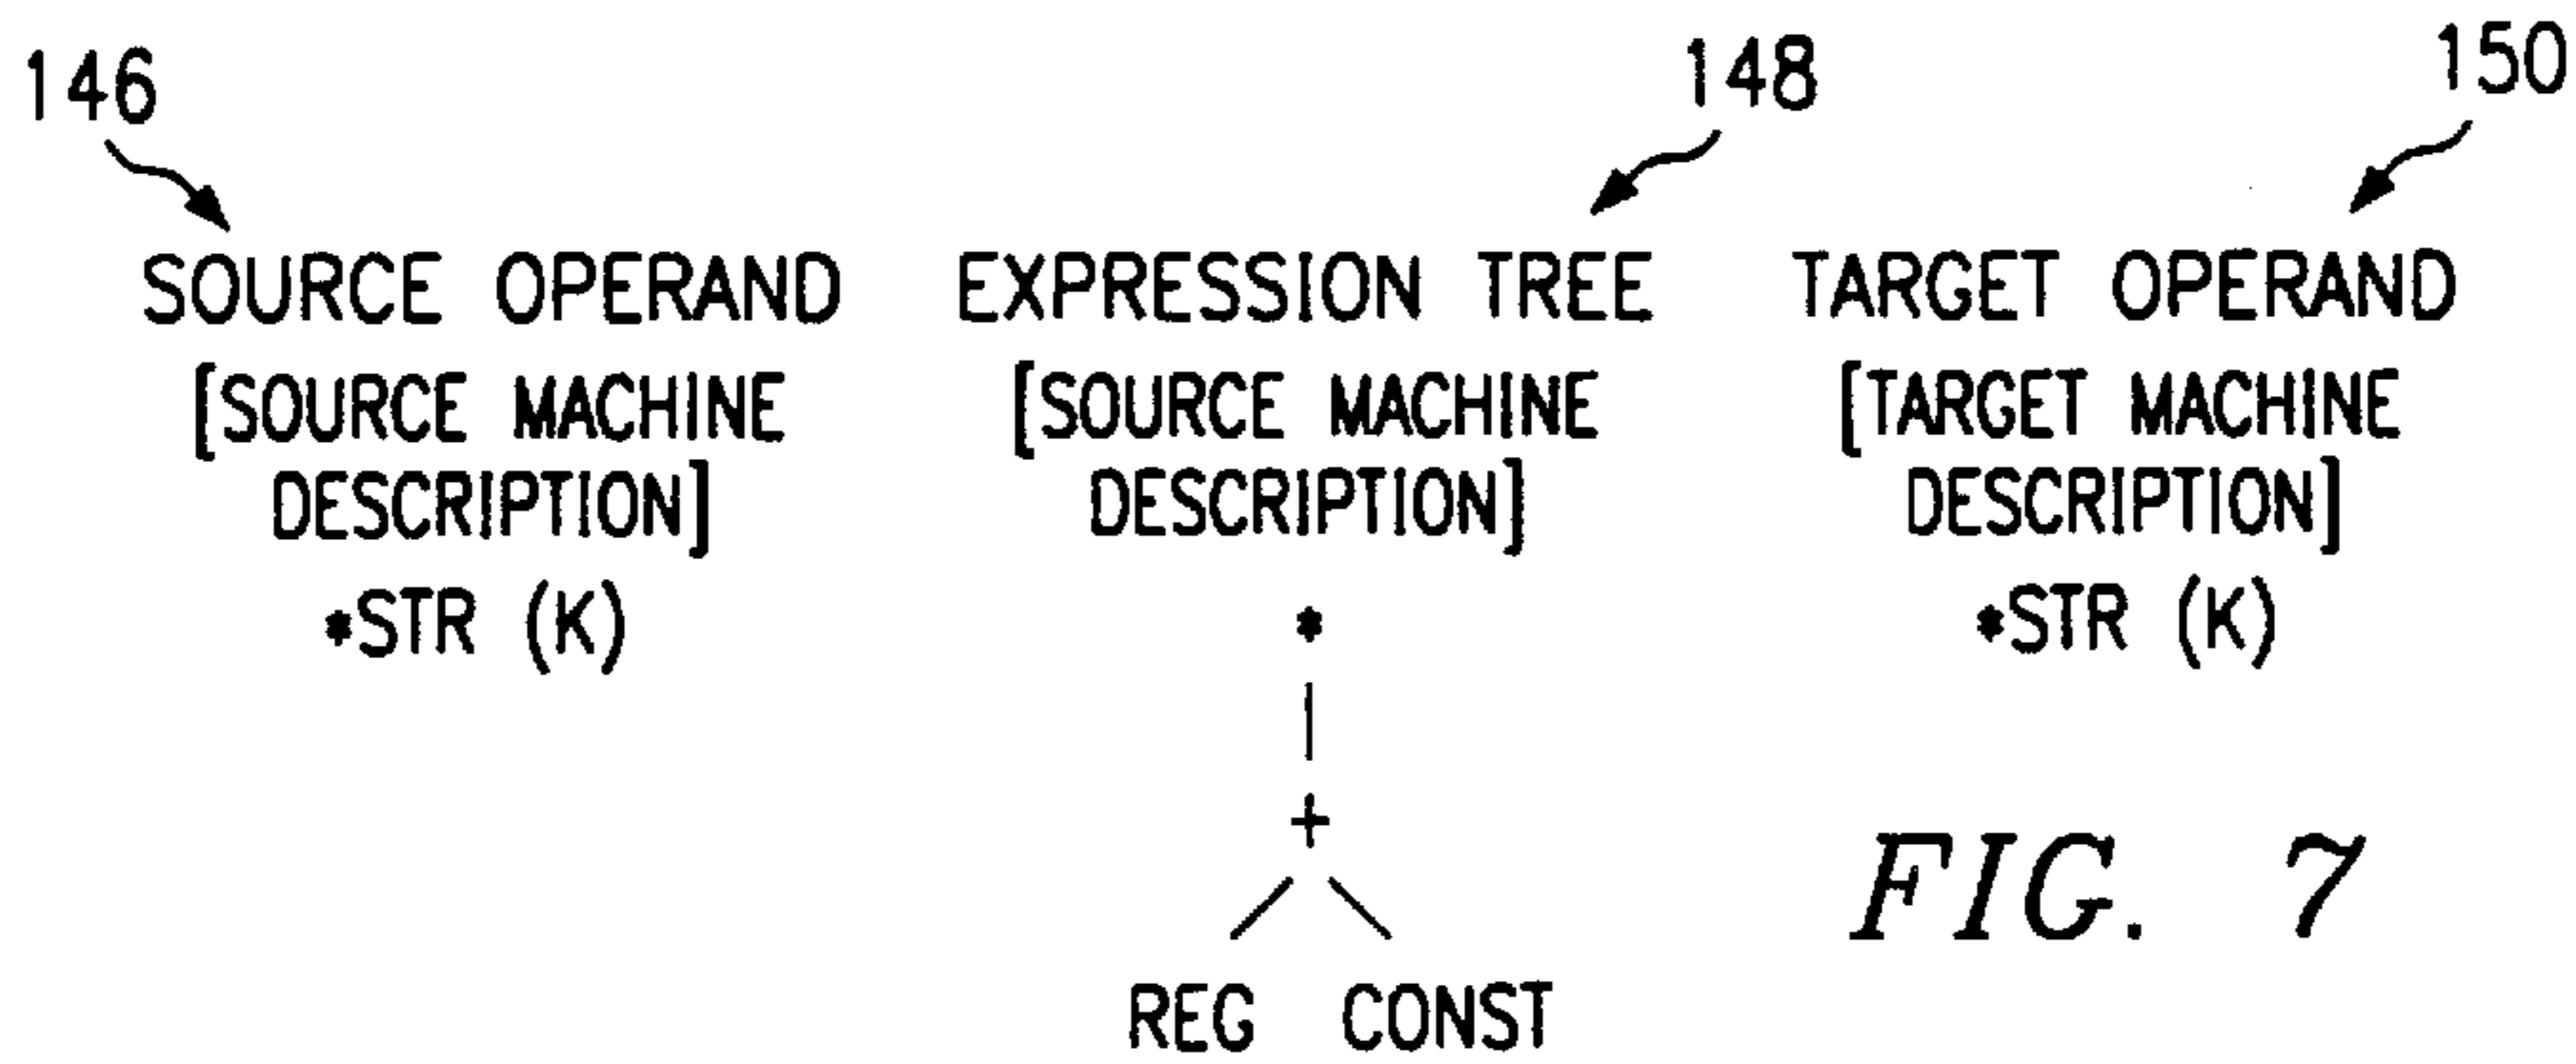 146 148 150
SOURCE OPERAND EXPRESSION TREE TARGET OPERAND
[SOURCE MACHINE [SOURCE MACHINE [TARGET MACHINE
DESCRIPTION] DESCRIPTION] DESCRIPTION]
*STR (K) * *STR (K)
+
REG CONST
FIG. 7